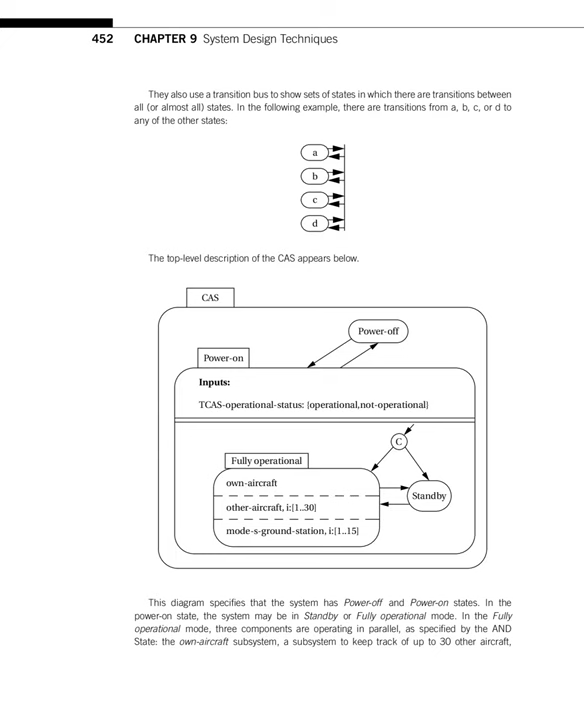 452 CHAPTER 9 System Design Techniques
They also use a transition bus to show sets of states in which there are transitions between
all (or almost all) states. In the following example, there are transitions from a, b, c, or d to
any of the other states:
a
b
c
d
The top-level description of the CAS appears below.
CAS
Power-off
Power-on
Inputs:
TCAS-operational-status: {operational,not-operational}
C
Fully operational
own-aircraft
Standby
other-aircraft, i:[1..30]
mode-s-ground-station, i:[1..15]
This diagram specifies that the system has Power-off and Power-on states. In the
power-on state, the system may be in Standby or Fully operational mode. In the Fully
operational mode, three components are operating in parallel, as specified by the AND
State: the own-aircraft subsystem, a subsystem to keep track of up to 30 other aircraft,